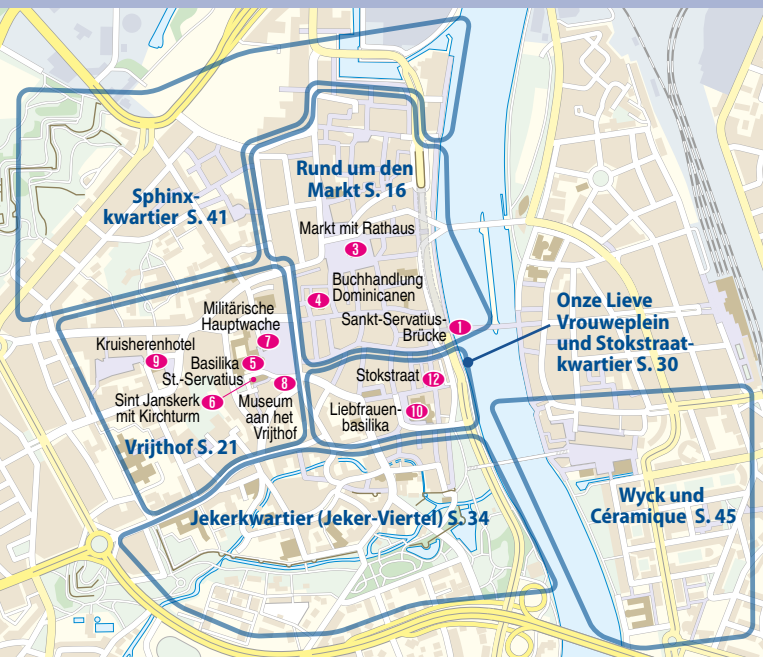 Rund um den
Markt S. 16
Sphinx-
kwartier S. 41
Markt mit Rathaus
3
Buchhandlung
Dominicanen
4
Sankt-Servatius-
Brücke
1
Onze Lieve
Vrouweplein
und Stokstraat-
kwartier S. 30
Militärische
Hauptwache
7
Kruisherenhotel
9
Basilika
St.-Servatius
5
8
Museum
aan het
Vrijthof
Sint Janskerk
mit Kirchturm
6
Vrijthof S. 21
Stokstraat
12
Liebfrauen-
basilika
10
Wyck und
Céramique S. 45
Jekerkwartier (Jeker-Viertel) S. 34